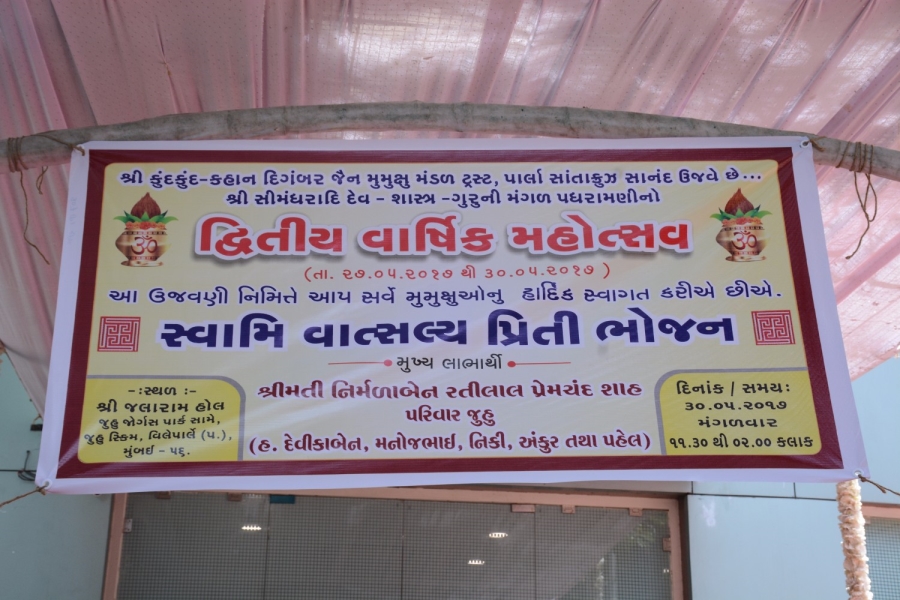 શ્રી કુંદકુંદ-કહાન દિગંબર જૈન મુમુક્ષુ મંડળ ટ્રસ્ટ, પાર્લા સાંતાક્રુઝ સાનંદ ઉજવે છે...
શ્રી સીમંધરાદિ દેવ - શાસ્ત્ર -ગુરુની મંગળ પધરામણીનો
દ્વિતીય વાર્ષિક મહોત્સવ
(તા. ૨૭.૦૫.૨૦૧૭ થી ૩૦.૦૫.૨૦૧૭)
આ ઉજવણી નિમિત્તે આપ સર્વે મુમુક્ષુઓનુ હાર્દિક સ્વાગત કરીએ છીએ.
સ્વામિ વાત્સલ્ય પ્રિતી ભોજન
મુખ્ય લાભાર્થી
શ્રીમતી નિર્મળાબેન રતીલાલ પ્રેમચંદ શાહ
પરિવાર જુહુ
(હ. દેવીકાબેન, મનોજભાઇ, નિકી, અંકુર તથા પહેલ)
-ઃસ્થળ :-
શ્રી જલારામ હોલ
જુહુ જોગંસ પાર્ક સામે,
જુહુ સ્કિમ, વિલેપાર્લે (પ.),
મુંબઇ - ૫૬.
દિનાંક / સમયઃ
૩૦.૦૫.૨૦૧૭
મંગળવાર
૧૧.૩૦ થી ૦૨.૦૦ કલાક